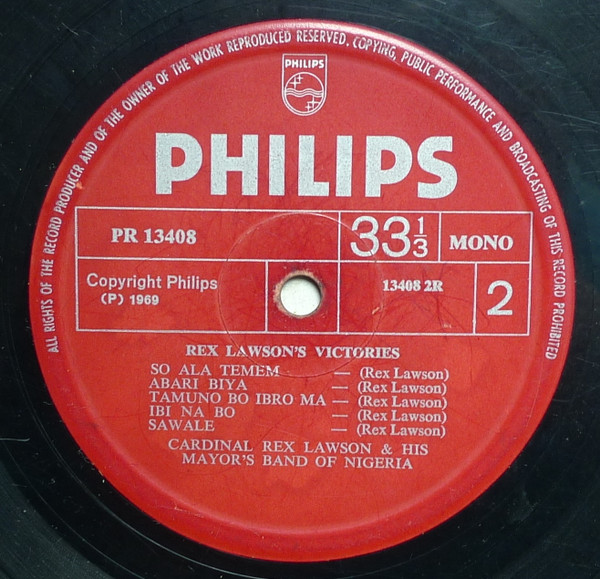 ALL RIGHTS OF THE RECORD PRODUCER AND OF THE OWNER OF THE WORK REPRODUCED RESERVED. COPYING, PUBLIC PERFORMANCE AND BROADCASTING OF THIS RECORD PROHIBITED
PHILIPS
PHILIPS
PR 13408 33 1/3 MONO
Copyright Philips
(P) 1969
13408 2R 2
REX LAWSON'S VICTORIES
SO ALA TEMEM — (Rex Lawson)
ABARI BIYA — (Rex Lawson)
TAMUNO BO IBRO MA — (Rex Lawson)
IBI NA BO — (Rex Lawson)
SAWALE — (Rex Lawson)
CARDINAL REX LAWSON & HIS
MAYOR'S BAND OF NIGERIA